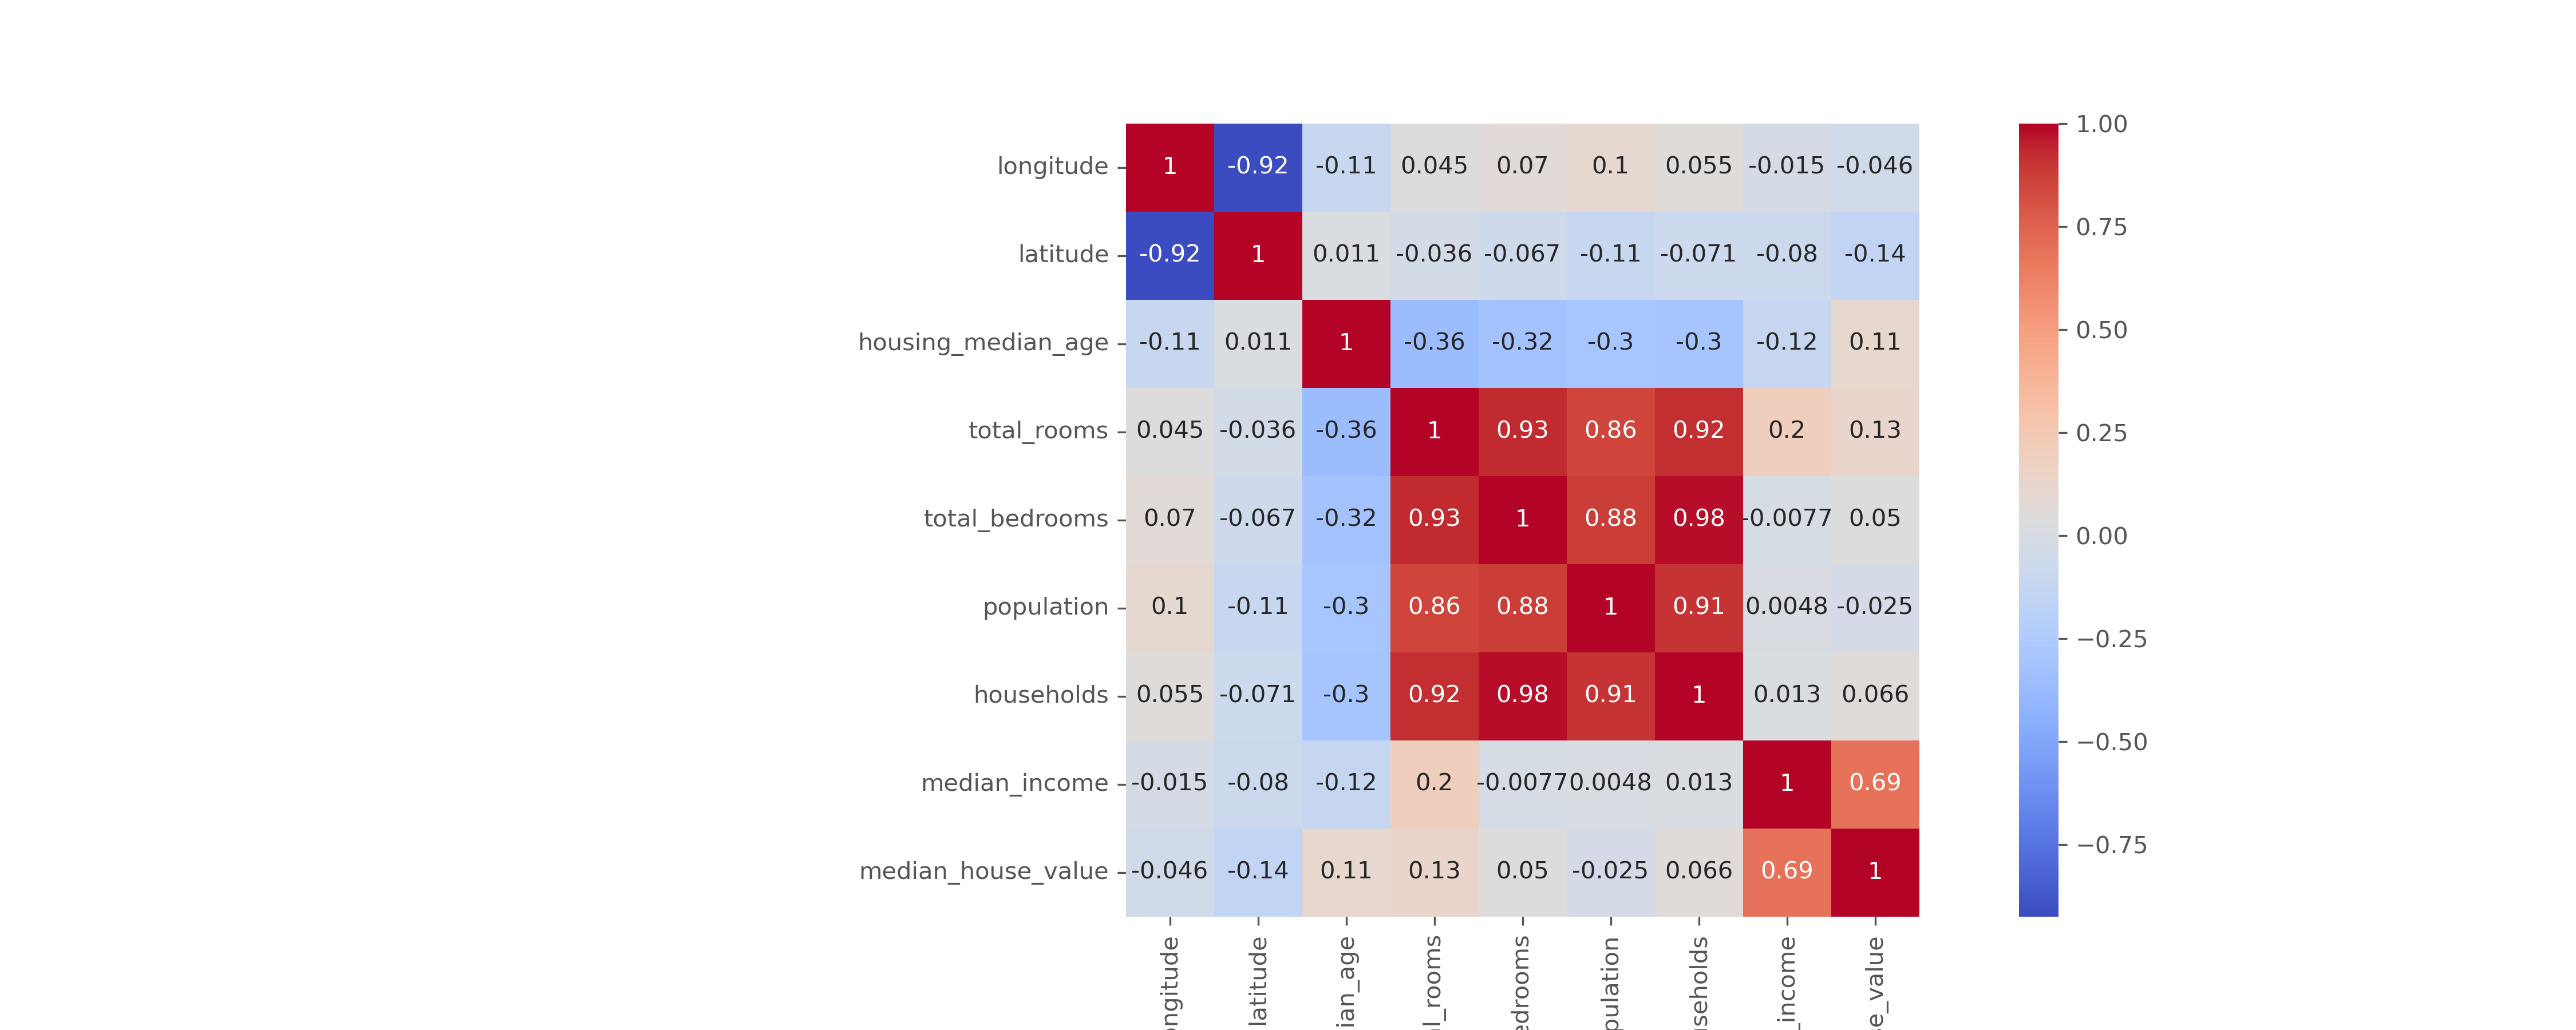 longitude 1 -0.92 -0.11 0.045 0.07 0.1 0.055 -0.015 -0.046
latitude -0.92 1 0.011 -0.036 -0.067 -0.11 -0.071 -0.08 -0.14
housing_median_age -0.11 0.011 1 -0.36 -0.32 -0.3 -0.3 -0.12 0.11
total_rooms 0.045 -0.036 -0.36 1 0.93 0.86 0.92 0.2 0.13
total_bedrooms 0.07 -0.067 -0.32 0.93 1 0.88 0.98 -0.0077 0.05
population 0.1 -0.11 -0.3 0.86 0.88 1 0.91 0.0048 -0.025
households 0.055 -0.071 -0.3 0.92 0.98 0.91 1 0.013 0.066
median_income -0.015 -0.08 -0.12 0.2 -0.0077 0.0048 0.013 1 0.69
median_house_value -0.046 -0.14 0.11 0.13 0.05 -0.025 0.066 0.69 1
ongitude
latitude
ian_age
l_rooms
edrooms
pulation
useholds
_income
e_value
1.00
0.75
0.50
0.25
0.00
−0.25
−0.50
−0.75